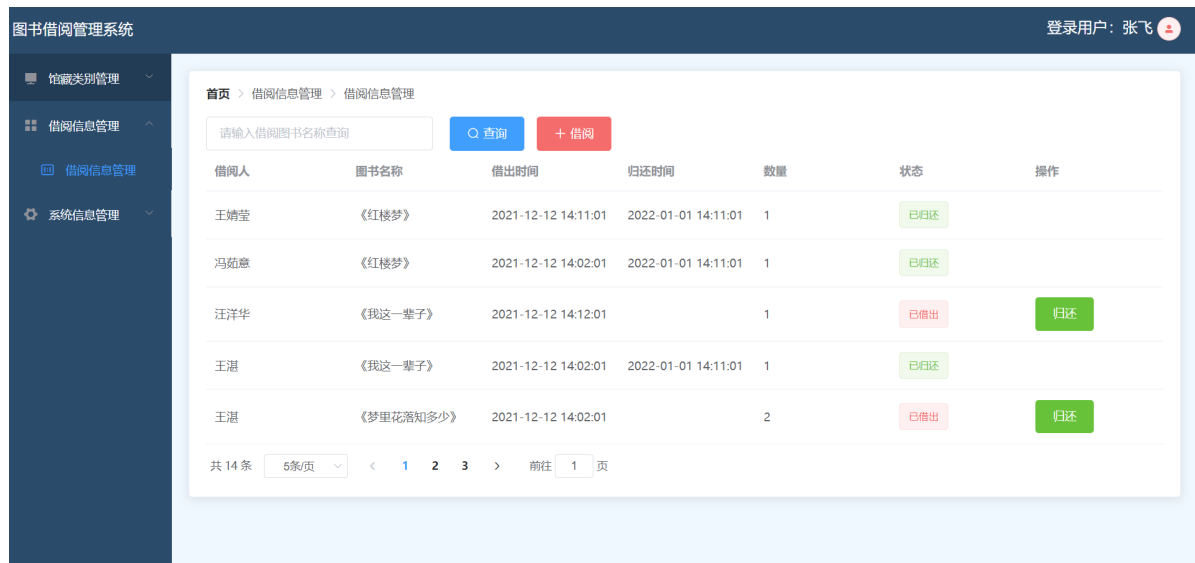 图书借阅管理系统 登录用户：张飞
馆藏类别管理
借阅信息管理
借阅信息管理
系统信息管理
首页 > 借阅信息管理 > 借阅信息管理
请输入借阅图书名称查询 查询 + 借阅
借阅人 图书名称 借出时间 归还时间 数量 状态 操作
王婧莹 《红楼梦》 2021-12-12 14:11:01 2022-01-01 14:11:01 1 已归还
冯茹意 《红楼梦》 2021-12-12 14:02:01 2022-01-01 14:11:01 1 已归还
汪洋华 《我这一辈子》 2021-12-12 14:12:01 1 已借出 归还
王湛 《我这一辈子》 2021-12-12 14:02:01 2022-01-01 14:11:01 1 已归还
王湛 《梦里花落知多少》 2021-12-12 14:02:01 2 已借出 归还
共 14 条 5条/页 < 1 2 3 > 前往 1 页